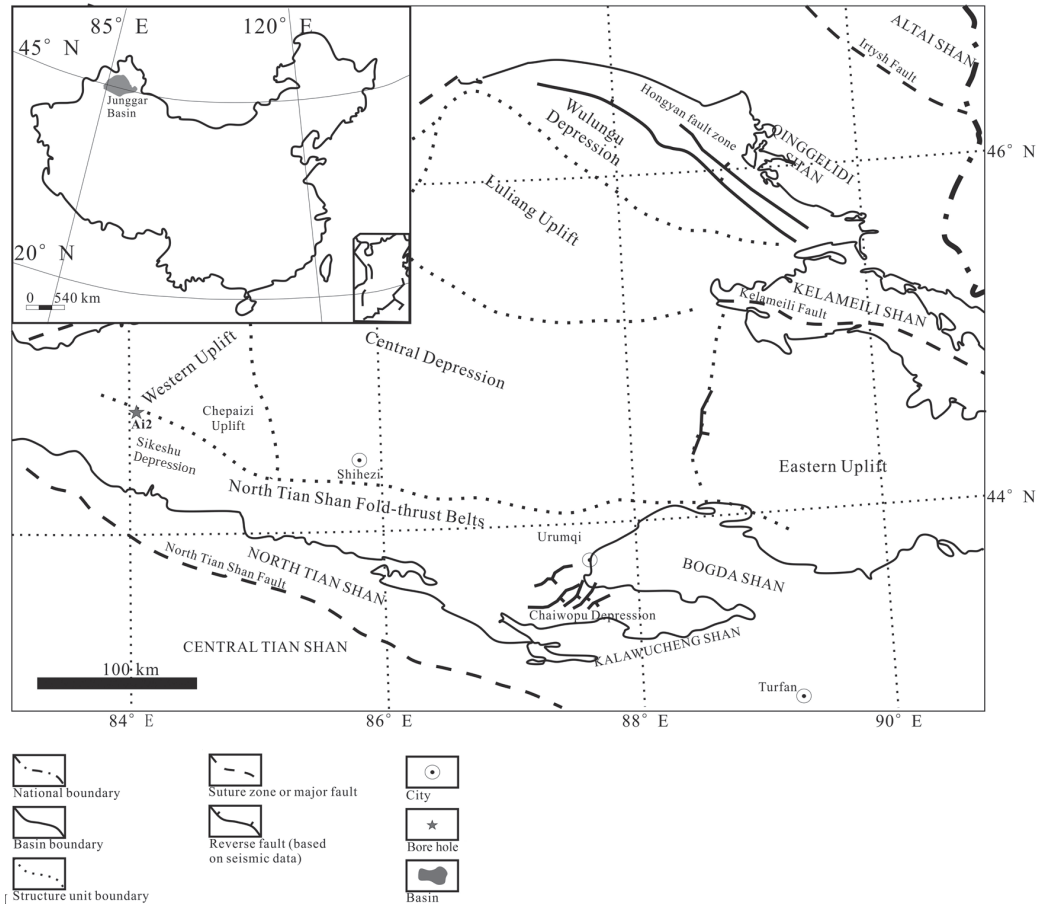 85° E
120° E
45° N
Junggar
Basin
20° N
0 540 km
ALTAI SHAN
Irtysh Fault
Wulungu
Depression
Hongyan fault zone
QINGGELIDI
SHAN
46° N
Luliang Uplift
KELAMEILI SHAN
Kelameili Fault
Central Depression
Western Uplift
Ai2
Chepaizi
Uplift
Sikeshu
Depression
Shihezi
Eastern Uplift
North Tian Shan Fold-thrust Belts
44° N
Urumqi
North Tian Shan Fault
NORTH TIAN SHAN
BOGDA SHAN
Chaiwopu Depression
CENTRAL TIAN SHAN
KALAWUCHENG SHAN
100 km
Turfan
84° E
86° E
88° E
90° E
National boundary
Suture zone or major fault
City
Basin boundary
Reverse fault (based
on seismic data)
Bore hole
Structure unit boundary
Basin